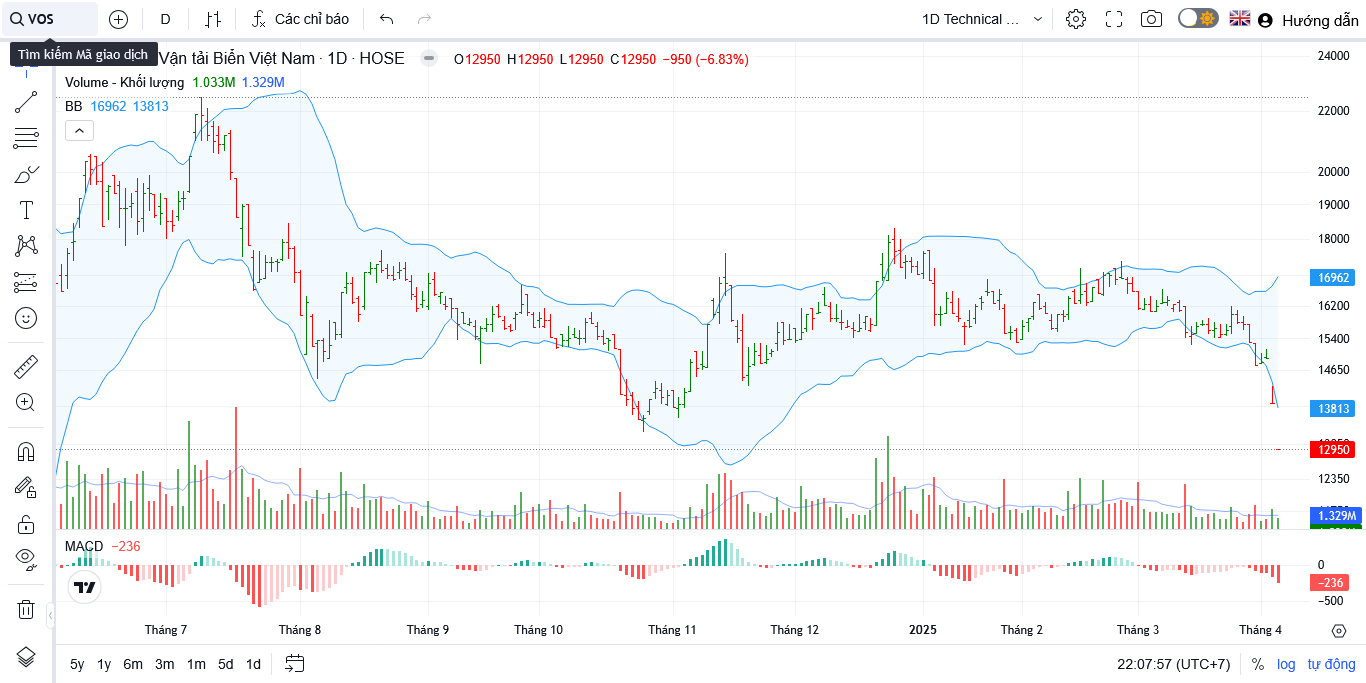 VOS
D
Các chỉ báo
1D Technical ...
Hướng dẫn
Tìm kiếm Mã giao dịch
Vận tải Biển Việt Nam · 1D · HOSE
O12950 H12950 L12950 C12950 −950 (−6.83%)
Volume - Khối lượng 1.033M 1.329M
BB 16962 13813
24000
22000
20000
19000
18000
16962
16200
15400
14650
13813
12950
12350
1.329M
MACD −236
0
−236
−500
Tháng 7
Tháng 8
Tháng 9
Tháng 10
Tháng 11
Tháng 12
2025
Tháng 2
Tháng 3
Tháng 4
5y 1y 6m 3m 1m 5d 1d
22:07:57 (UTC+7)
% log tự động